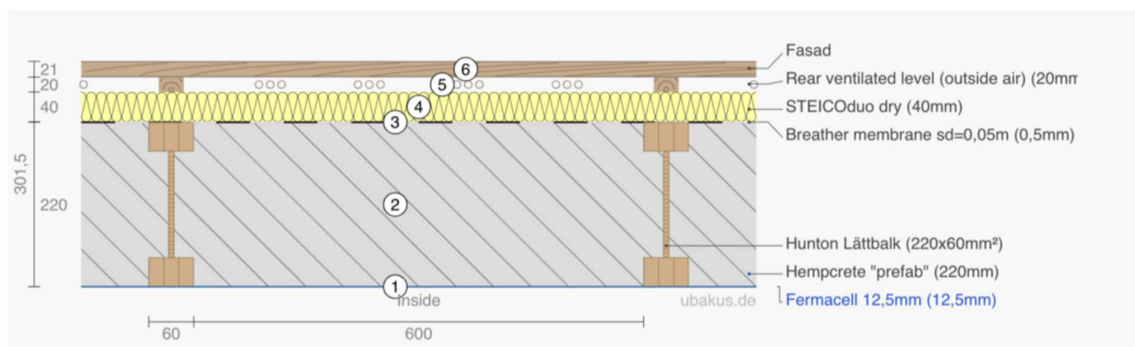 Fasad
21
6
20
5
Rear ventilated level (outside air) (20mm
40
4
STEICOduo dry (40mm)
3
Breather membrane sd=0,05m (0,5mm)
301,5
220
2
Hunton Lättbalk (220x60mm²)
Hempcrete "prefab" (220mm)
1
Inside
ubakus.de
Fermacell 12,5mm (12,5mm)
60
600